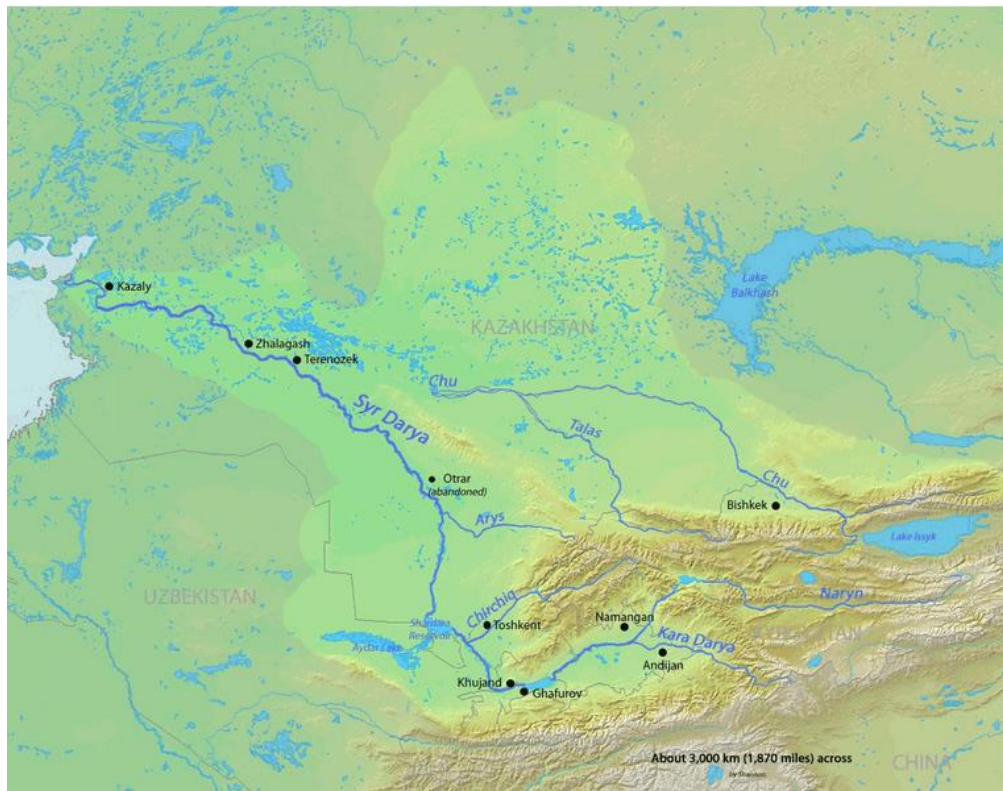 Kazaly
Lake
Balkhash
KAZAKHSTAN
Zhalagash
Terenozek
Chu
Syr Darya
Talas
Otrar
(abandoned)
Chu
Bishkek
Arys
Lake Issyk
UZBEKISTAN
Chirchiq
Naryn
Namangan
Toshkent
Shardara
Reservoir
Kara Darya
Aydar Lake
Andijan
Khujand
Ghafurov
About 3,000 km (1,870 miles) across
by Shannon
CHINA